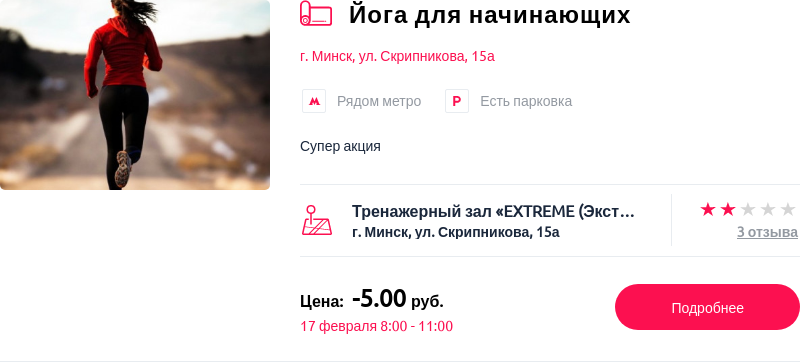 Йога для начинающих
г. Минск, ул. Скрипникова, 15а
Рядом метро
P Есть парковка
Супер акция
Тренажерный зал «EXTREME (Экст...
г. Минск, ул. Скрипникова, 15а
3 отзыва
Цена: -5.00 руб.
17 февраля 8:00 - 11:00
Подробнее